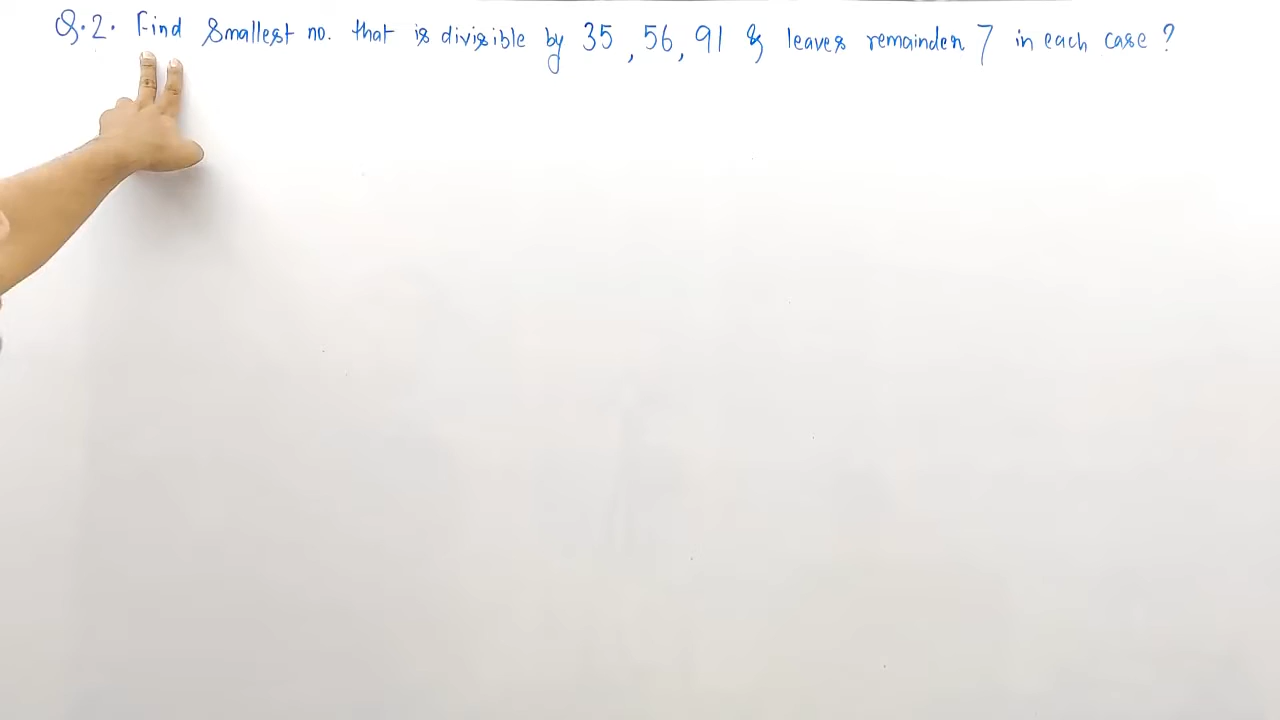 Q.2. Find smallest no. that is divisible by 35, 56, 91 & leaves remainder 7 in each case ?